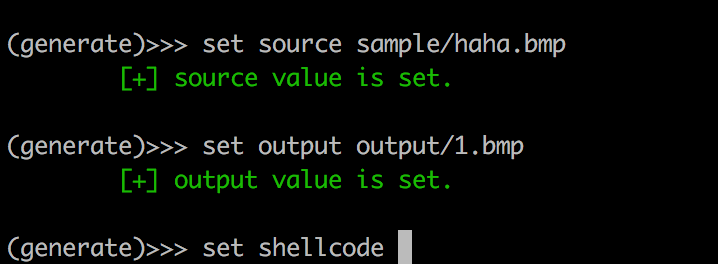 (generate)>>> set source sample/haha.bmp
[+] source value is set.
(generate)>>> set output output/1.bmp
[+] output value is set.
(generate)>>> set shellcode